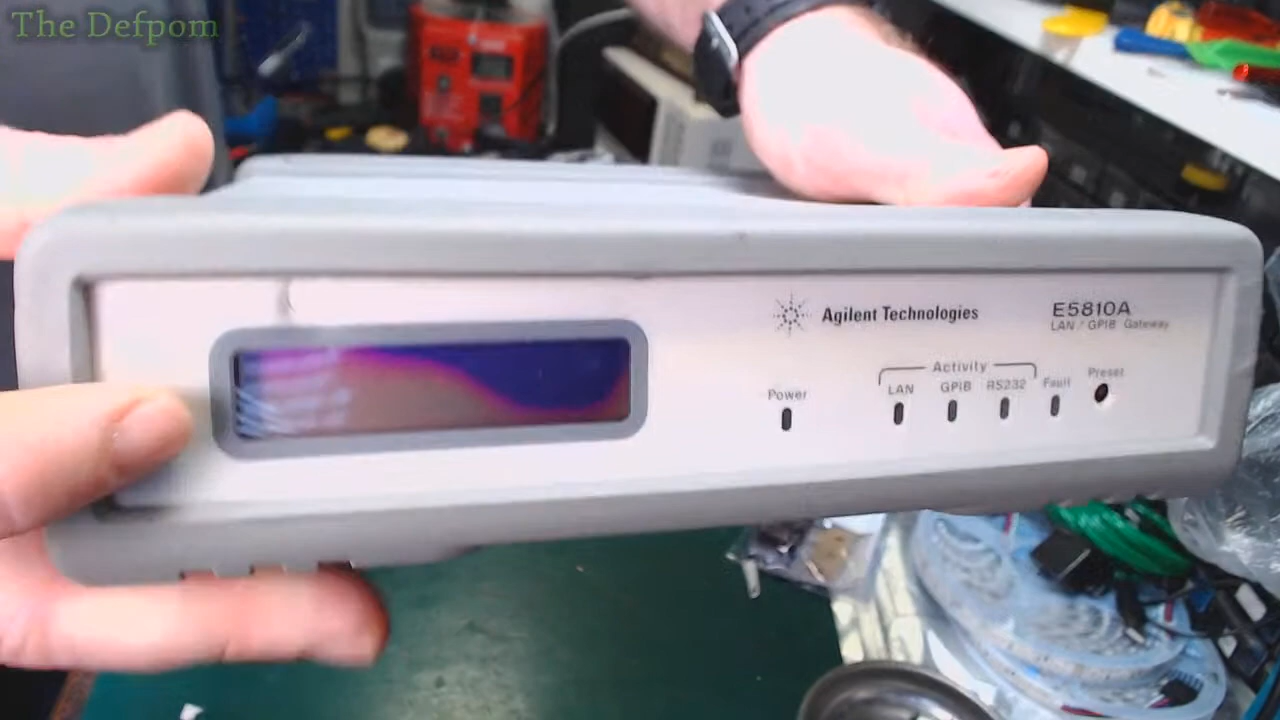 The Defpom
Agilent Technologies
E5810A
LAN / GPIB Gateway
Activity
Power
LAN
GPIB
RS232
Fault
Preset